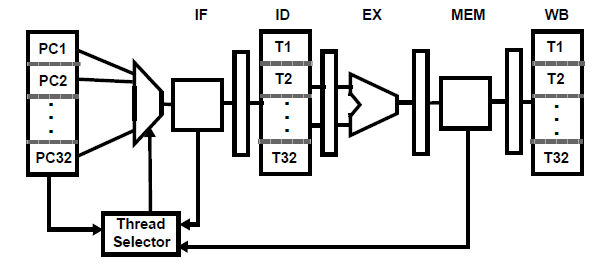 IF ID EX MEM WB
PC1 T1 T1
PC2 T2 T2
PC32 T32 T32
Thread
Selector